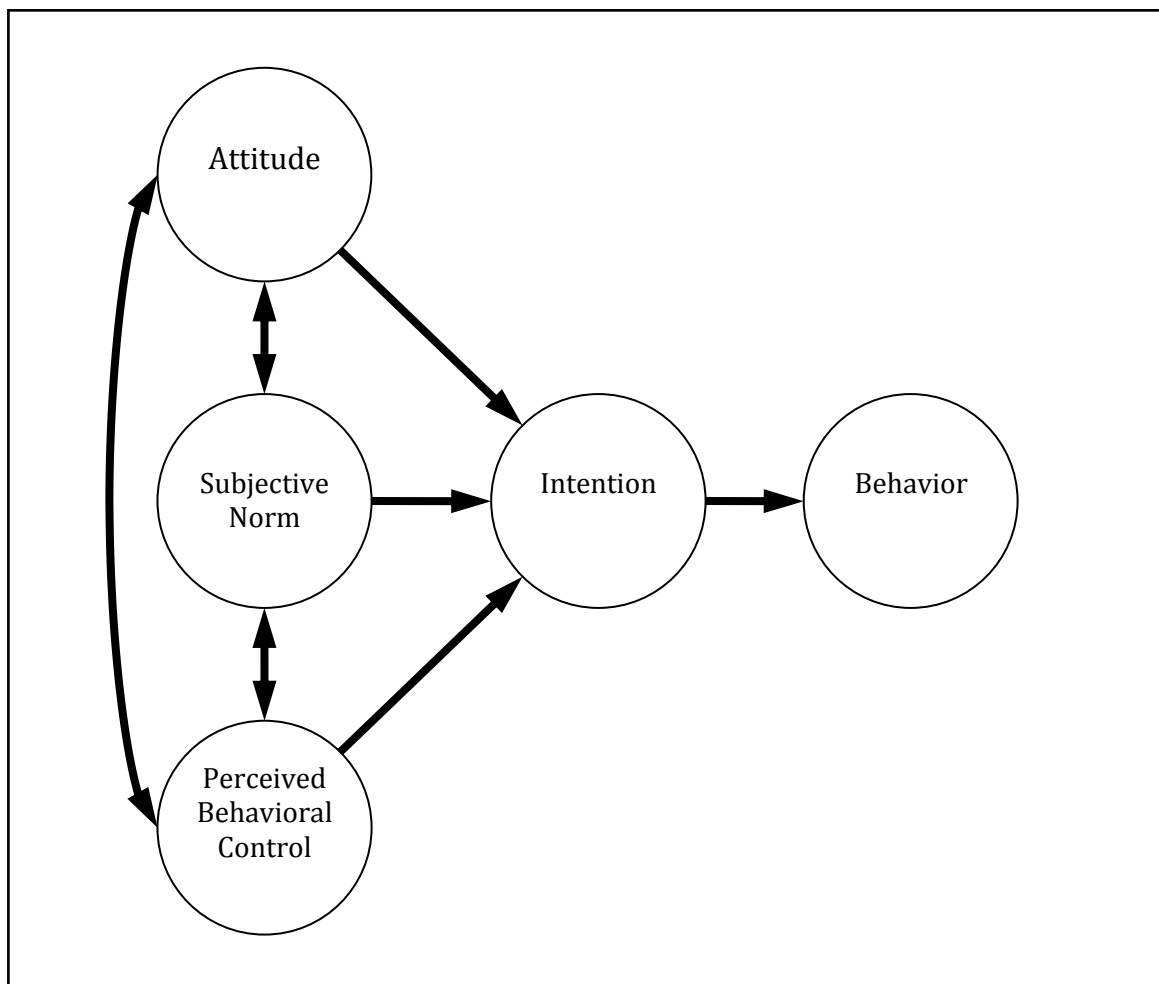 Attitude
Subjective
Norm
Intention
Behavior
Perceived
Behavioral
Control